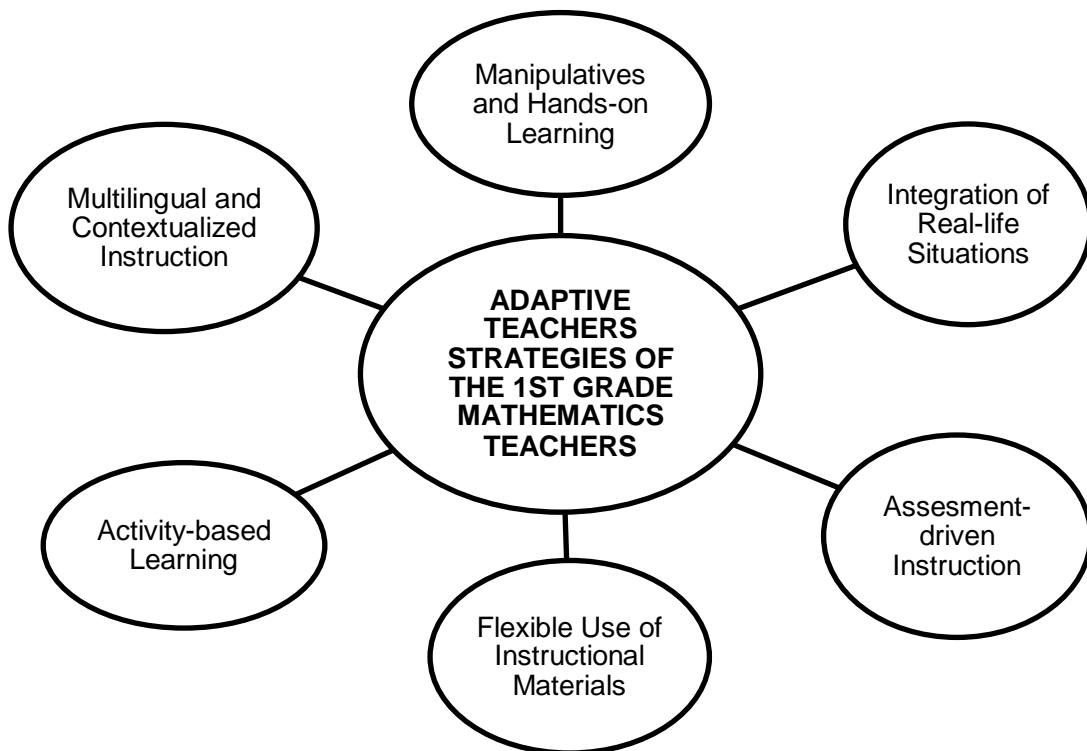 Manipulatives
and Hands-on
Learning
Multilingual and
Contextualized
Instruction
Integration of
Real-life
Situations
ADAPTIVE
TEACHERS
STRATEGIES OF
THE 1ST GRADE
MATHEMATICS
TEACHERS
Activity-based
Learning
Assesment-
driven
Instruction
Flexible Use of
Instructional
Materials